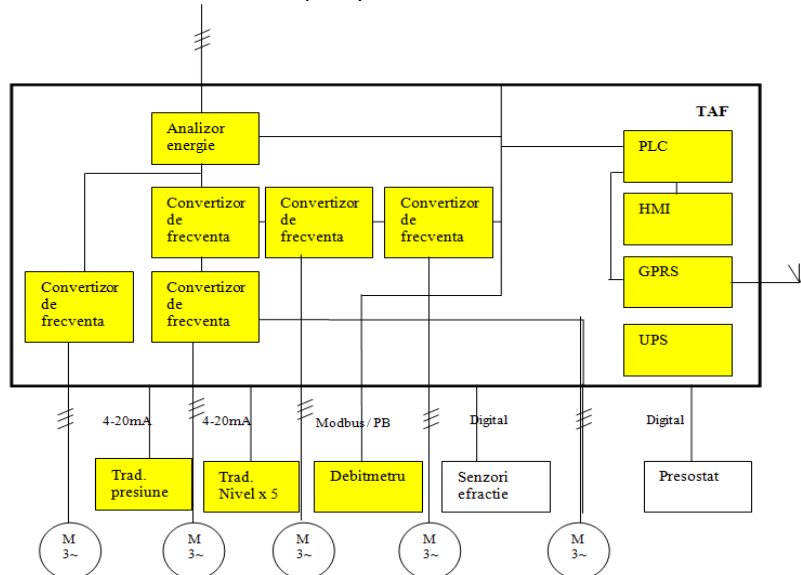 TAF
Analizor
energie
PLC
Convertizor
de
frecventa
Convertizor
de
frecventa
Convertizor
de
frecventa
HMI
Convertizor
de
frecventa
Convertizor
de
frecventa
GPRS
UPS
4-20mA
4-20mA
Modbus / PB
Digital
Digital
Trad.
presiune
Trad.
Nivel x 5
Debitmetru
Senzori
efractie
Presostat
M
3~
M
3~
M
3~
M
3~
M
3~